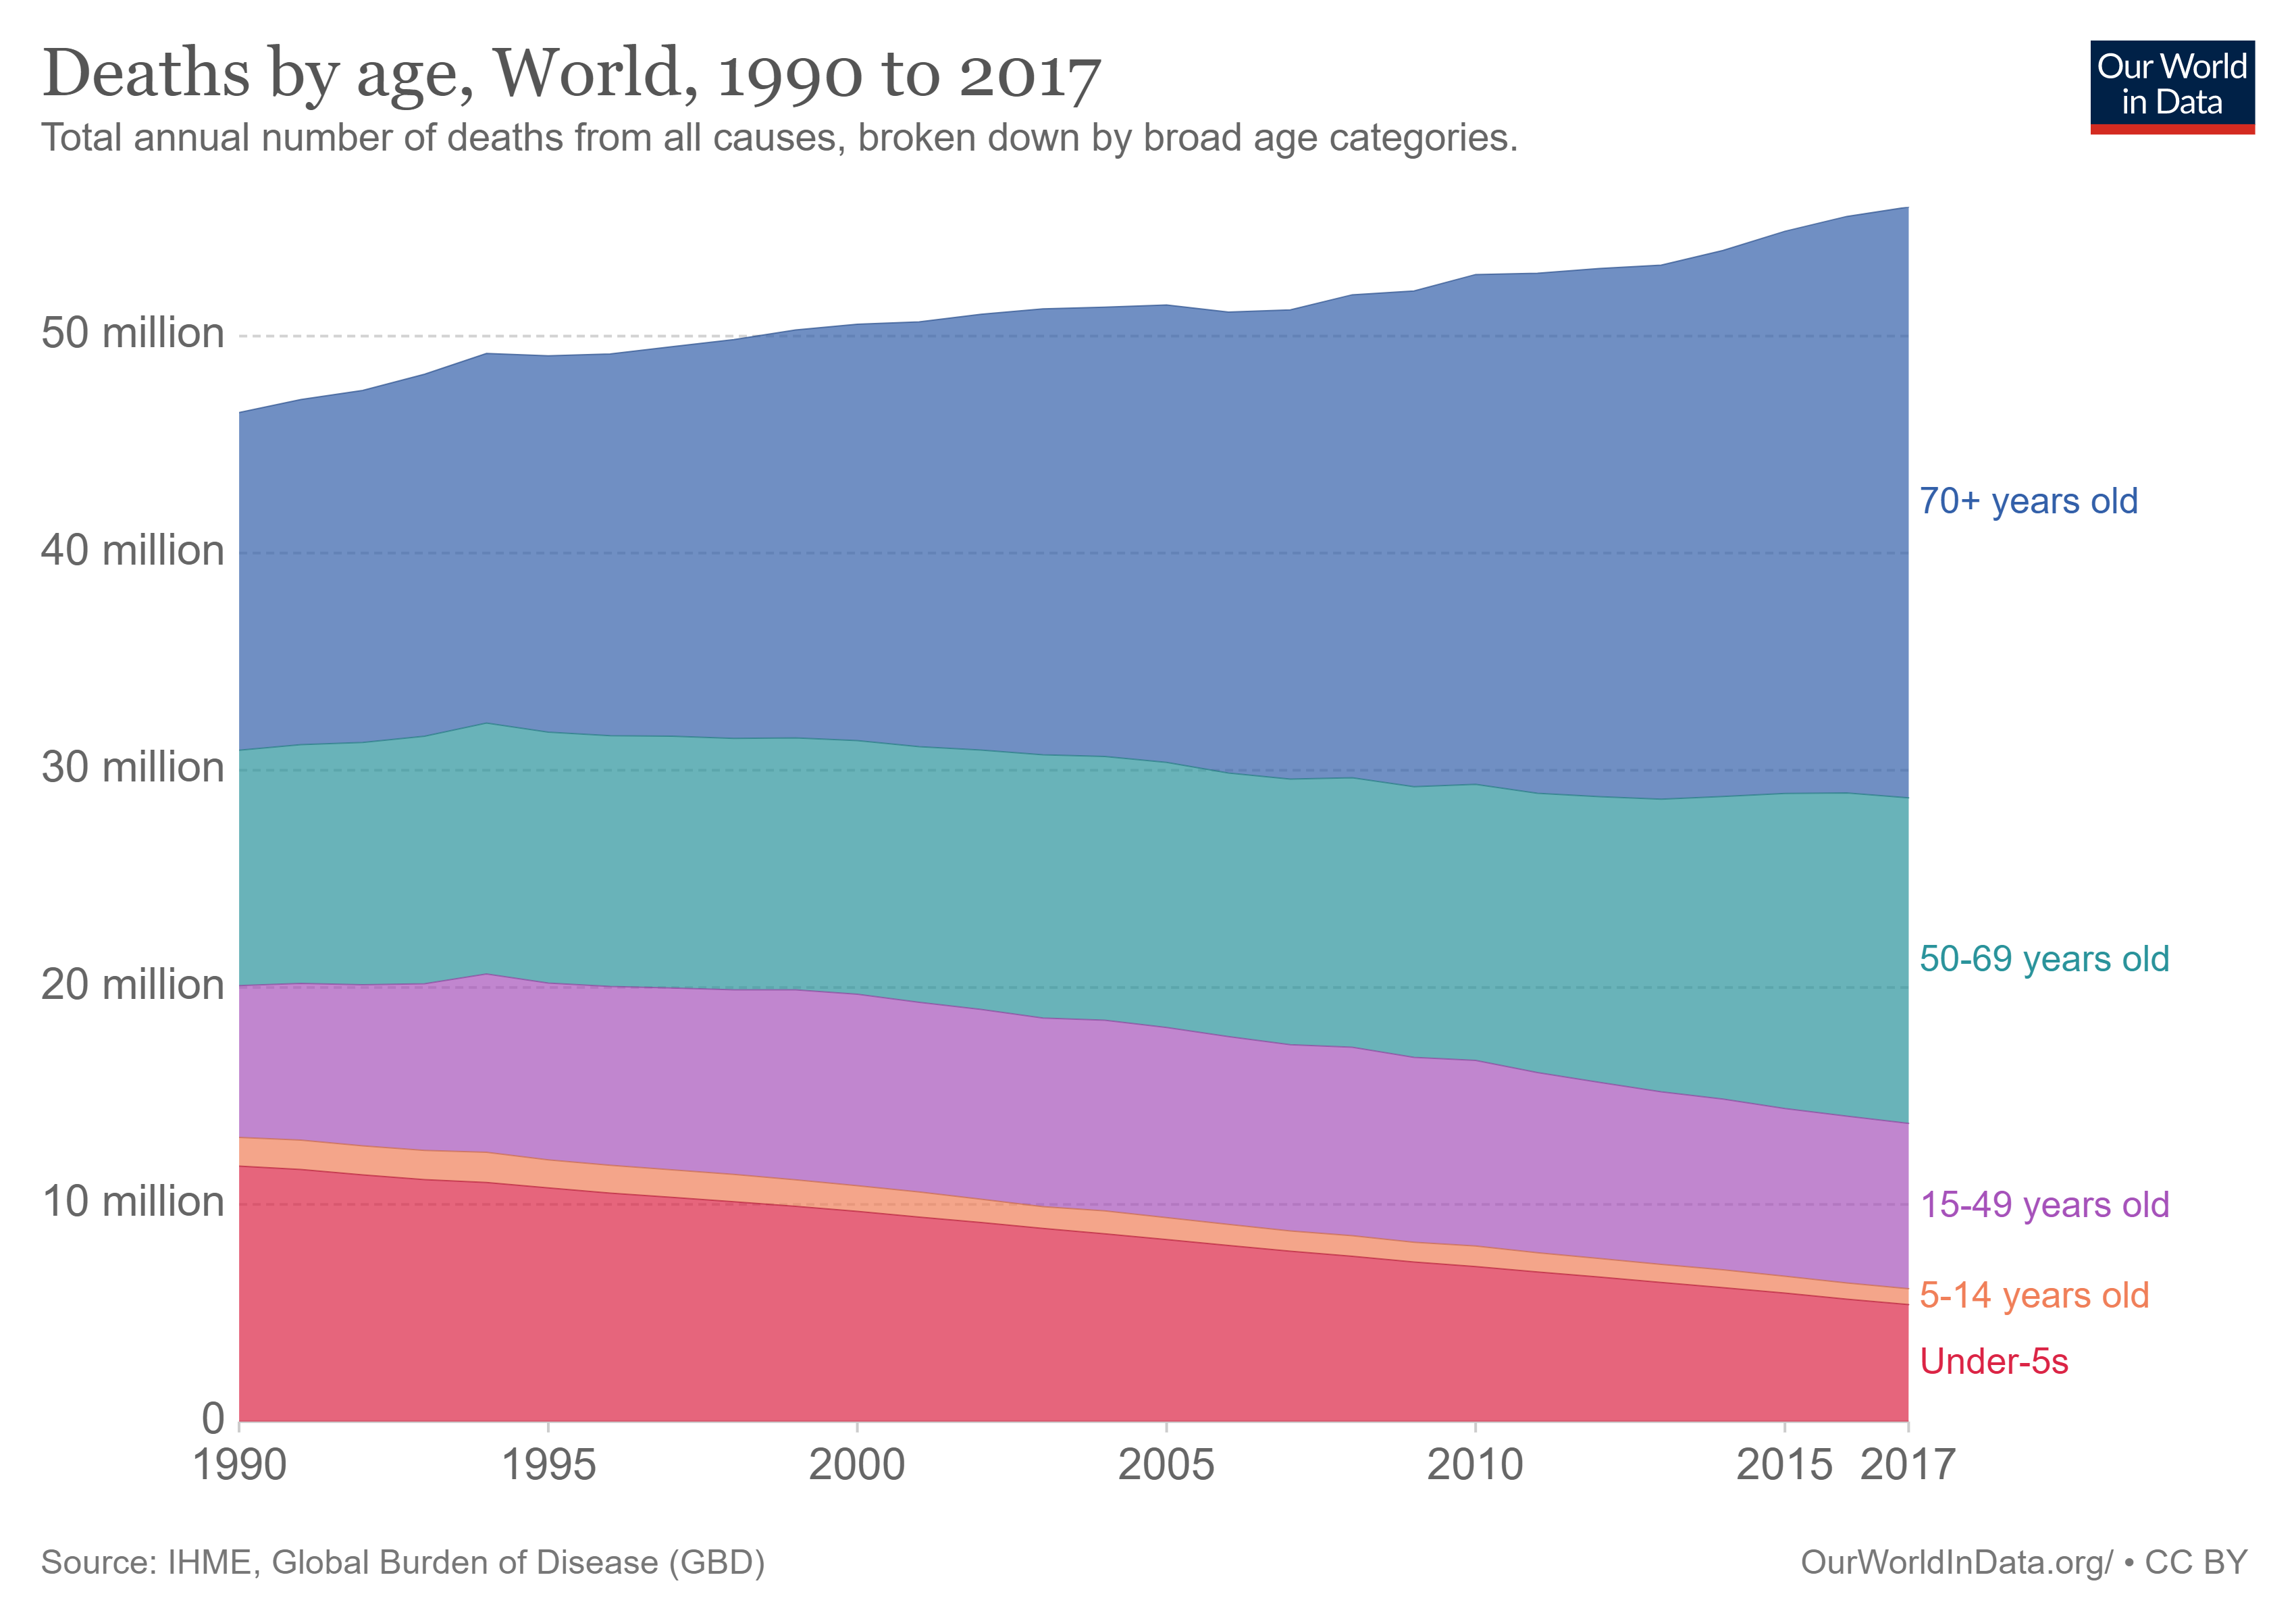 Deaths by age, World, 1990 to 2017
Total annual number of deaths from all causes, broken down by broad age categories.
Our World
in Data
50 million
40 million
30 million
20 million
10 million
0
70+ years old
50-69 years old
15-49 years old
5-14 years old
Under-5s
1990 1995 2000 2005 2010 2015 2017
Source: IHME, Global Burden of Disease (GBD)
OurWorldInData.org/ • CC BY